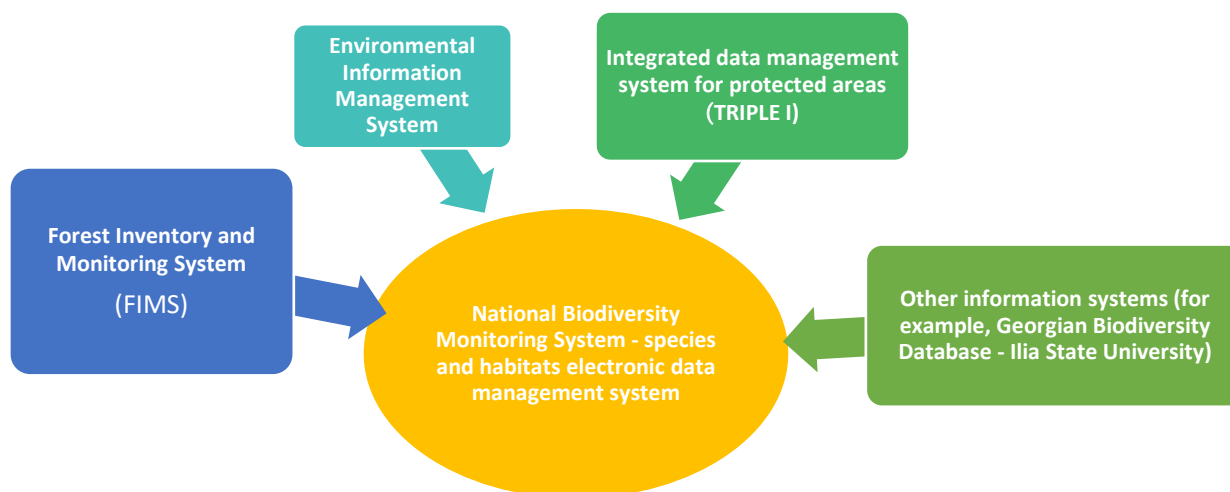 Environmental
Information
Management
System
Integrated data management
system for protected areas
(TRIPLE I)
Forest Inventory and
Monitoring System
(FIMS)
National Biodiversity
Monitoring System - species
and habitats electronic data
management system
Other information systems (for
example, Georgian Biodiversity
Database - Ilia State University)